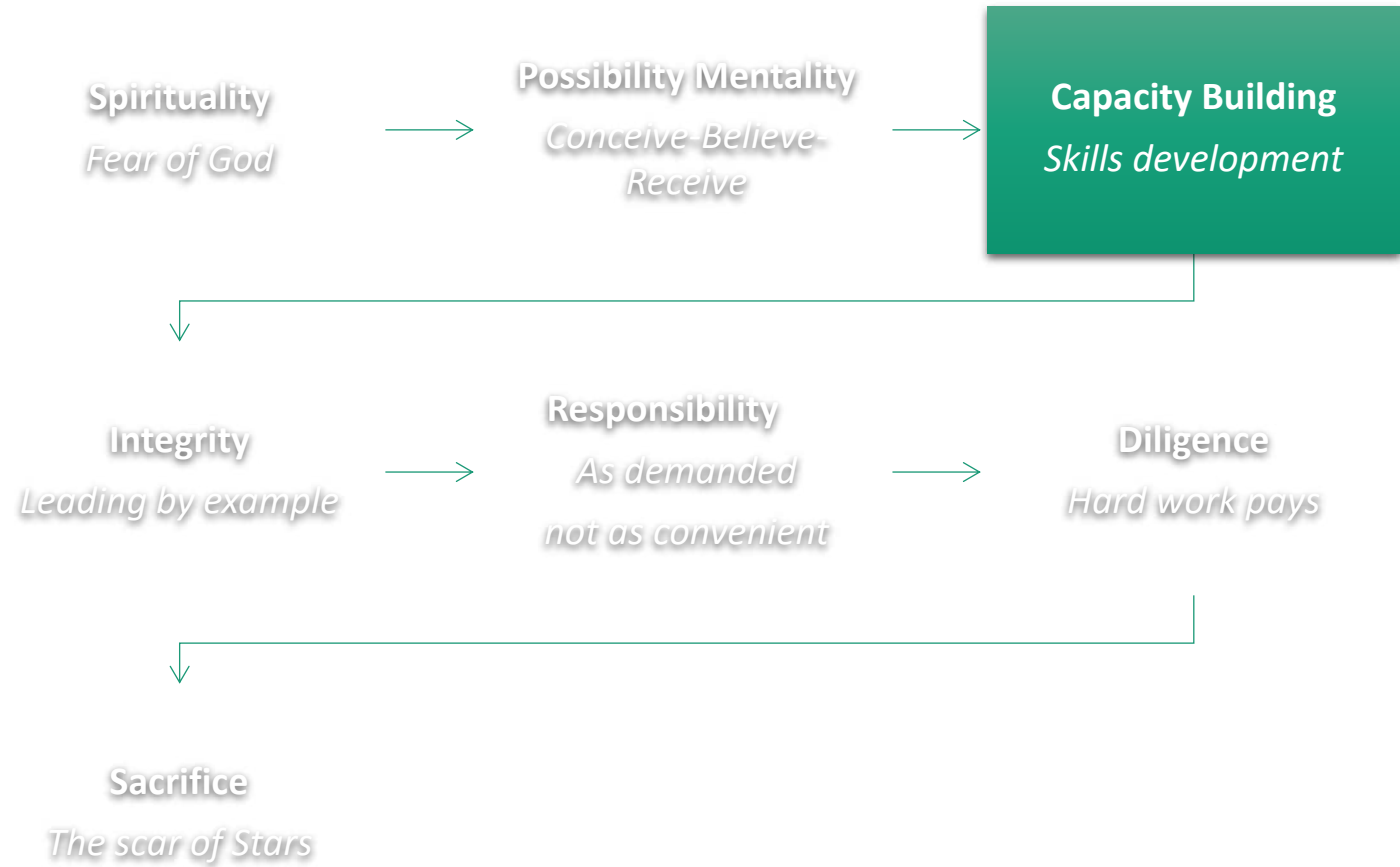 Spirituality
Fear of God
Possibility Mentality
Conceive-Believe-
Receive
Capacity Building
Skills development
Integrity
Leading by example
Responsibility
As demanded
not as convenient
Diligence
Hard work pays
Sacrifice
The scar of Stars